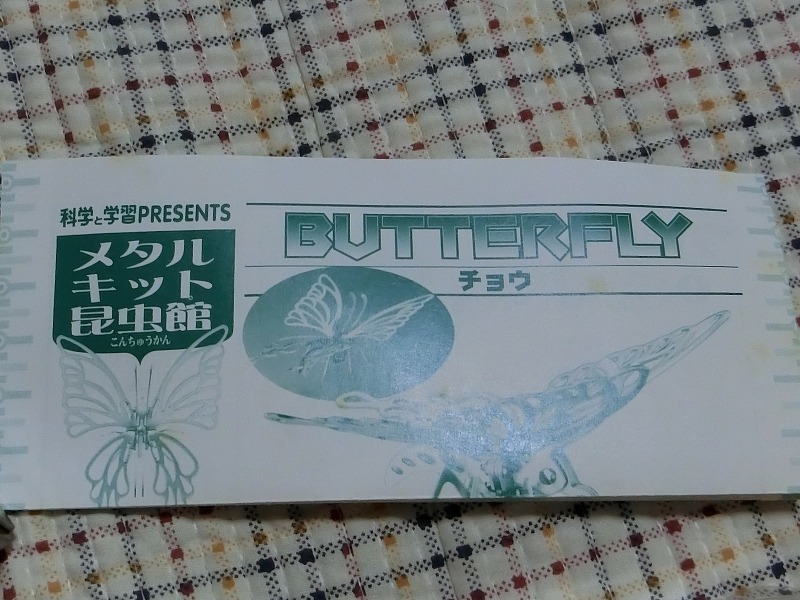 科学と学習PRESENTS
メタル
キット
昆虫館
こんちゅうかん
BUTTERFLY
チョウ